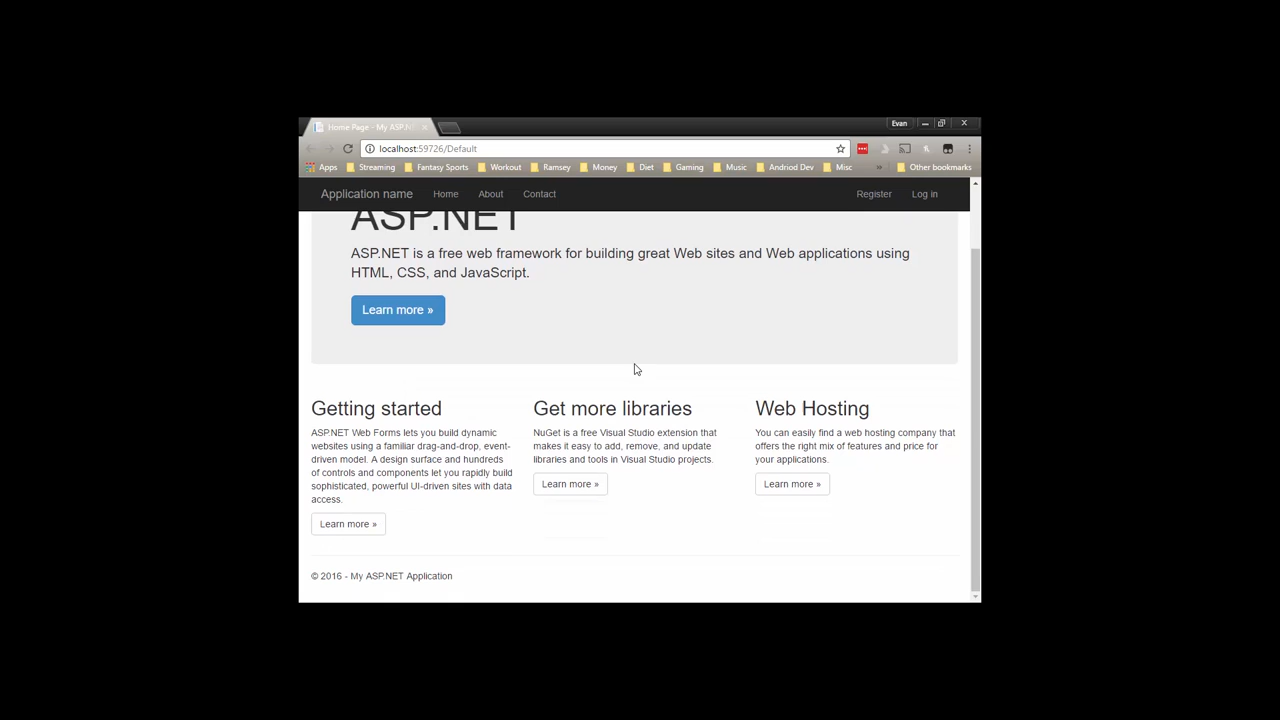 Home Page - My ASP.N
Evan
localhost:59726/Default
Apps Streaming Fantasy Sport Workout Ramsey Money Diet Gaming Music Andriod Dev Misc » Other bookmarks
Application name Home About Contact Register Log in
ASP.NET
ASP.NET is a free web framework for building great Web sites and Web applications using
HTML, CSS, and JavaScript.
Learn more »
Getting started
ASP.NET Web Forms lets you build dynamic
websites using a familiar drag-and-drop, event-
driven model. A design surface and hundreds
of controls and components let you rapidly build
sophisticated, powerful UI-driven sites with data
access.
Learn more »
Get more libraries
NuGet is a free Visual Studio extension that
makes it easy to add, remove, and update
libraries and tools in Visual Studio projects.
Learn more »
Web Hosting
You can easily find a web hosting company that
offers the right mix of features and price for
your applications.
Learn more »
© 2016 - My ASP.NET Application